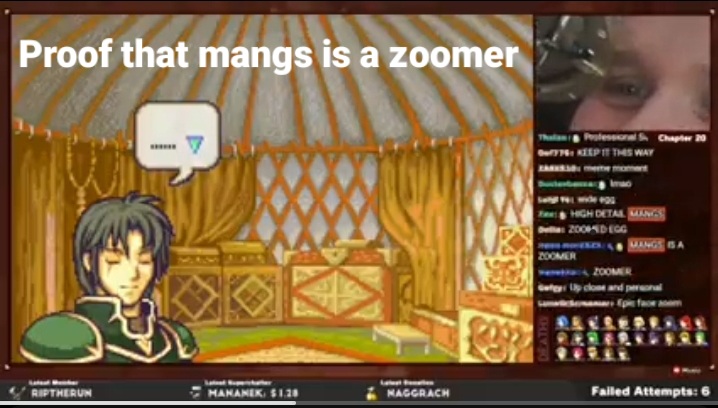 Proof that mangs is a zoomer
......
Professional S
Chapter 20
KEEP IT THIS WAY
meme moment
lmao
wide egg
HIGH DETAIL MANGS
ZOOMED EGG
MANGS IS A
ZOOMER
ZOOMER
Up close and personal
Epic face zoom
DEATHS
Music
Latest Member
RIPTHERUN
Latest Superchatter
MANANEK: $1.28
Latest Donation
NAGGRACH
Failed Attempts: 6